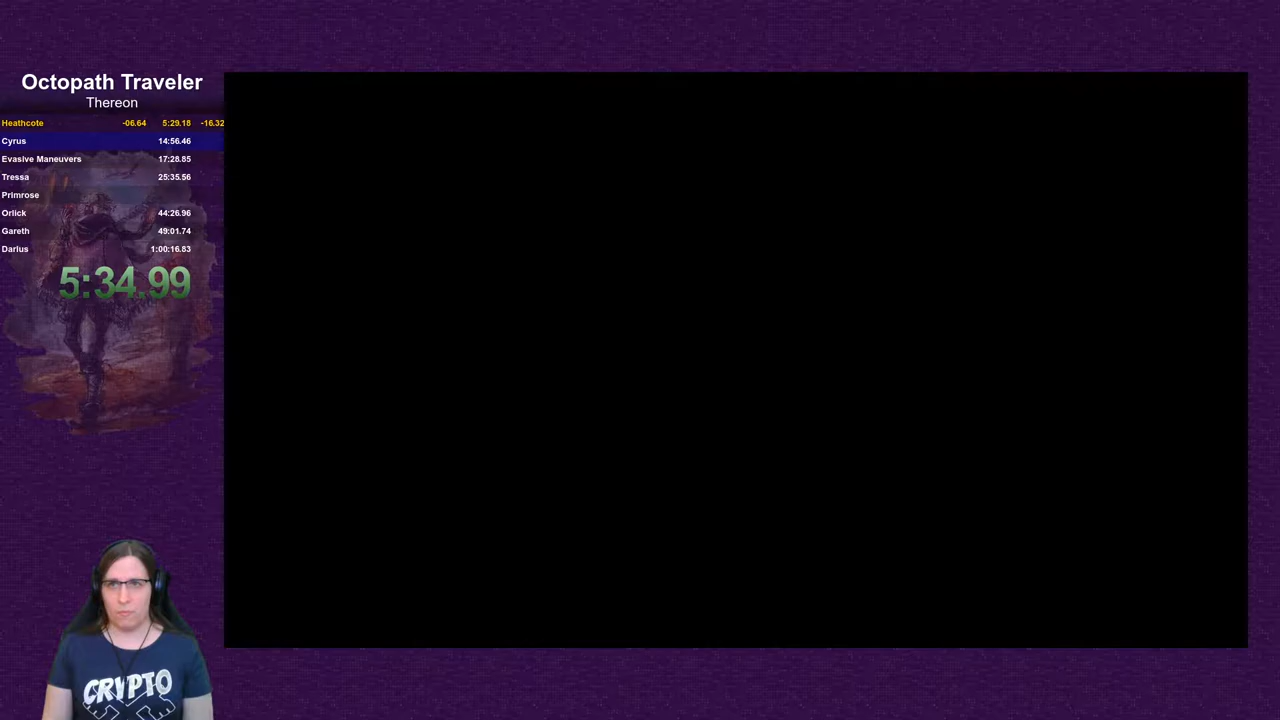 Octopath Traveler
Thereon
Heathcote -06.64 5:29.18 -16.32
Cyrus 14:56.46
Evasive Maneuvers 17:28.85
Tressa 25:35.56
Primrose
Orlick 44:26.96
Gareth 49:01.74
Darius 1:00:16.83
5:34.99
CRYPTO